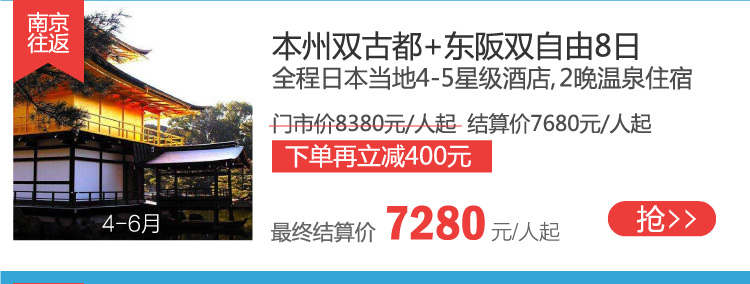 南京
往返
本州双古都+东阪双自由8日
全程日本当地4-5星级酒店,2晚温泉住宿
门市价8380元/人起 结算价7680元/人起
下单再立减400元
4-6月
最终结算价 7280 元/人起
抢>>